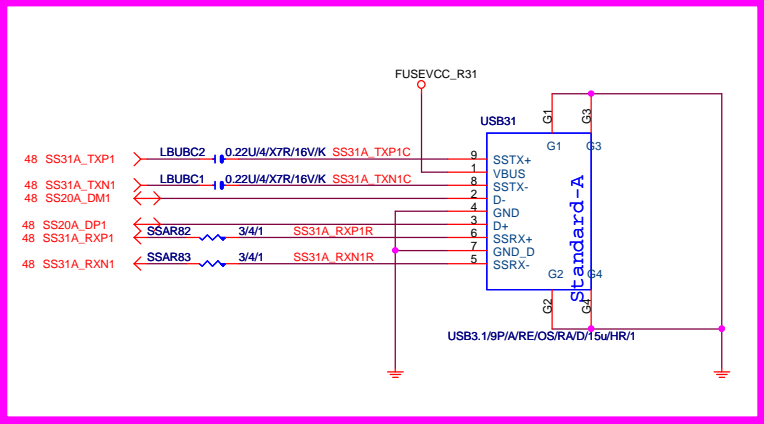 FUSEVCC_R31
USB31
G1
G3
G1
G3
48 SS31A_TXP1
LBUBC2
0.22U/4/X7R/16V/K
SS31A_TXP1C
9
SSTX+
1
VBUS
48 SS31A_TXN1
LBUBC1
0.22U/4/X7R/16V/K
SS31A_TXN1C
8
SSTX-
48 SS20A_DM1
2
D-
4
GND
48 SS20A_DP1
3
D+
48 SS31A_RXP1
SSAR82
3/4/1
SS31A_RXP1R
6
SSRX+
7
GND_D
48 SS31A_RXN1
SSAR83
3/4/1
SS31A_RXN1R
5
SSRX-
Standard-A
G2
G4
G2
G4
USB3.1/9P/A/RE/OS/RA/D/15u/HR/1